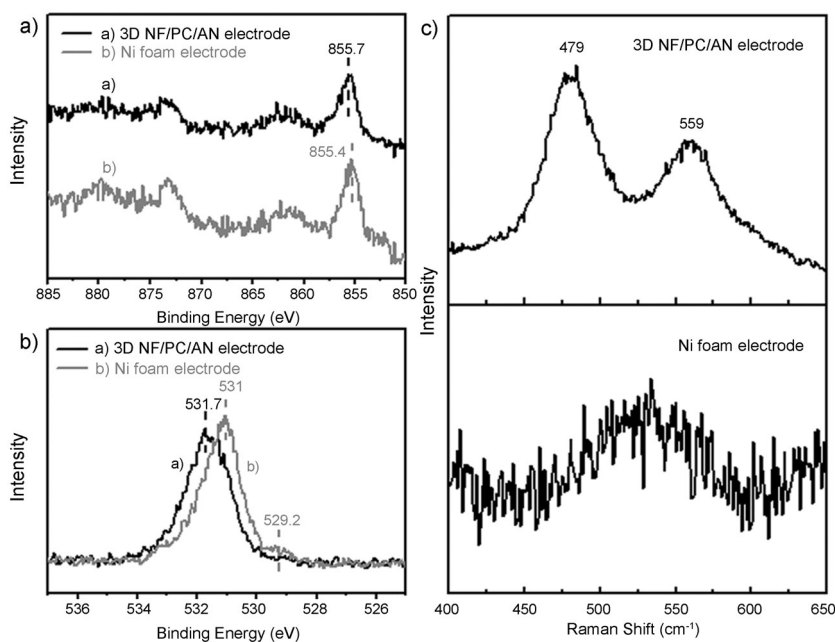 a)
a) 3D NF/PC/AN electrode
b) Ni foam electrode
855.7
a)
855.4
b)
Intensity
885 880 875 870 865 860 855 850
Binding Energy (eV)
b)
a) 3D NF/PC/AN electrode
b) Ni foam electrode
531
531.7
a)
b)
529.2
Intensity
536 534 532 530 528 526
Binding Energy (eV)
c)
479
3D NF/PC/AN electrode
559
Intensity
Ni foam electrode
400 450 500 550 600 650
Raman Shift (cm⁻¹)